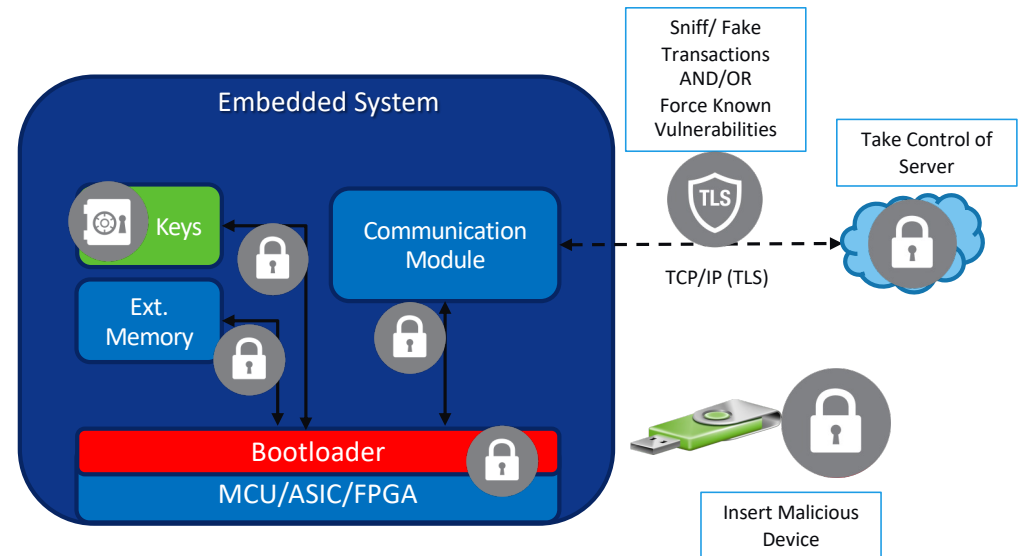 Sniff/ Fake
Transactions
AND/OR
Force Known
Vulnerabilities
Take Control of
Server
Embedded System
Keys
Communication
Module
TLS
TCP/IP (TLS)
Ext.
Memory
Bootloader
MCU/ASIC/FPGA
Insert Malicious
Device